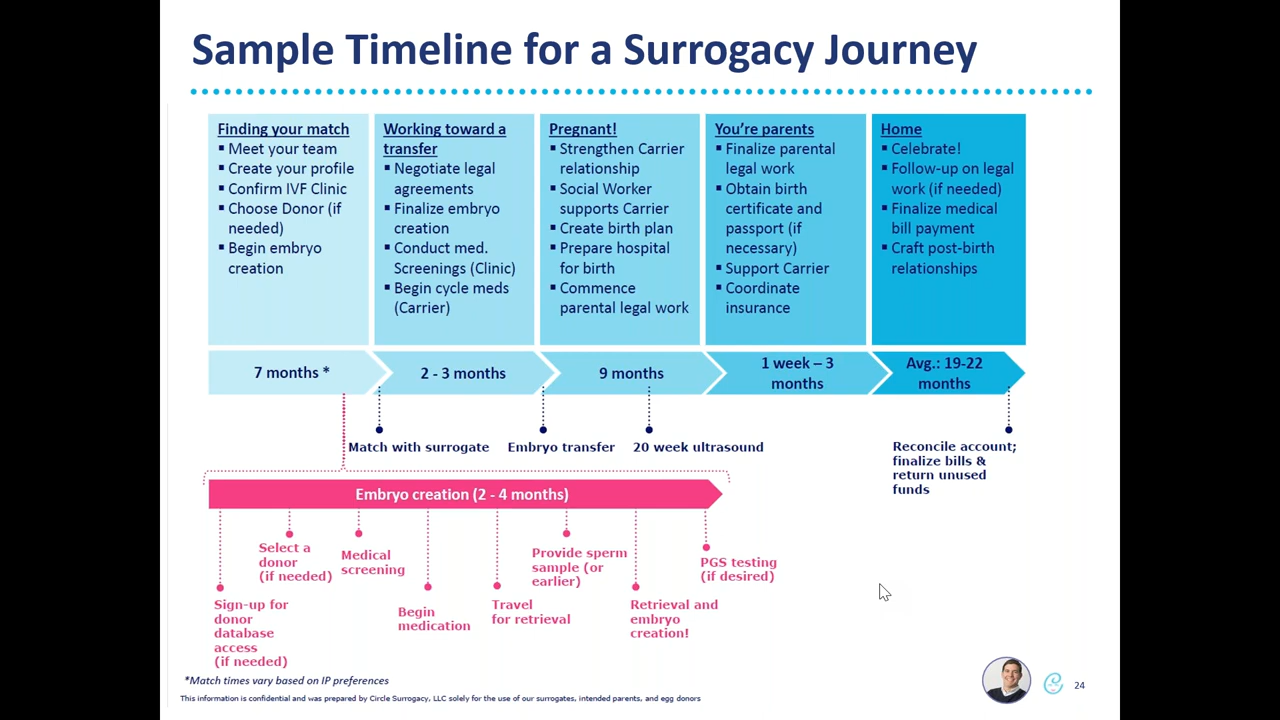 Sample Timeline for a Surrogacy Journey
Finding your match
▪ Meet your team
▪ Create your profile
▪ Confirm IVF Clinic
▪ Choose Donor (if
needed)
▪ Begin embryo
creation
Working toward a
transfer
▪ Negotiate legal
agreements
▪ Finalize embryo
creation
▪ Conduct med.
Screenings (Clinic)
▪ Begin cycle meds
(Carrier)
Pregnant!
▪ Strengthen Carrier
relationship
▪ Social Worker
supports Carrier
▪ Create birth plan
▪ Prepare hospital
for birth
▪ Commence
parental legal work
You're parents
▪ Finalize parental
legal work
▪ Obtain birth
certificate and
passport (if
necessary)
▪ Support Carrier
▪ Coordinate
insurance
Home
▪ Celebrate!
▪ Follow-up on legal
work (if needed)
▪ Finalize medical
bill payment
▪ Craft post-birth
relationships
7 months *
2 - 3 months
9 months
1 week – 3
months
Avg.: 19-22
months
Match with surrogate
Embryo transfer
20 week ultrasound
Reconcile account;
finalize bills &
return unused
funds
Embryo creation (2 - 4 months)
Sign-up for
donor
database
access
(if needed)
Select a
donor
(if needed)
Medical
screening
Begin
medication
Travel
for retrieval
Provide sperm
sample (or
earlier)
Retrieval and
embryo
creation!
PGS testing
(if desired)
*Match times vary based on IP preferences
This information is confidential and was prepared by Circle Surrogacy, LLC solely for the use of our surrogates, intended parents, and egg donors
24